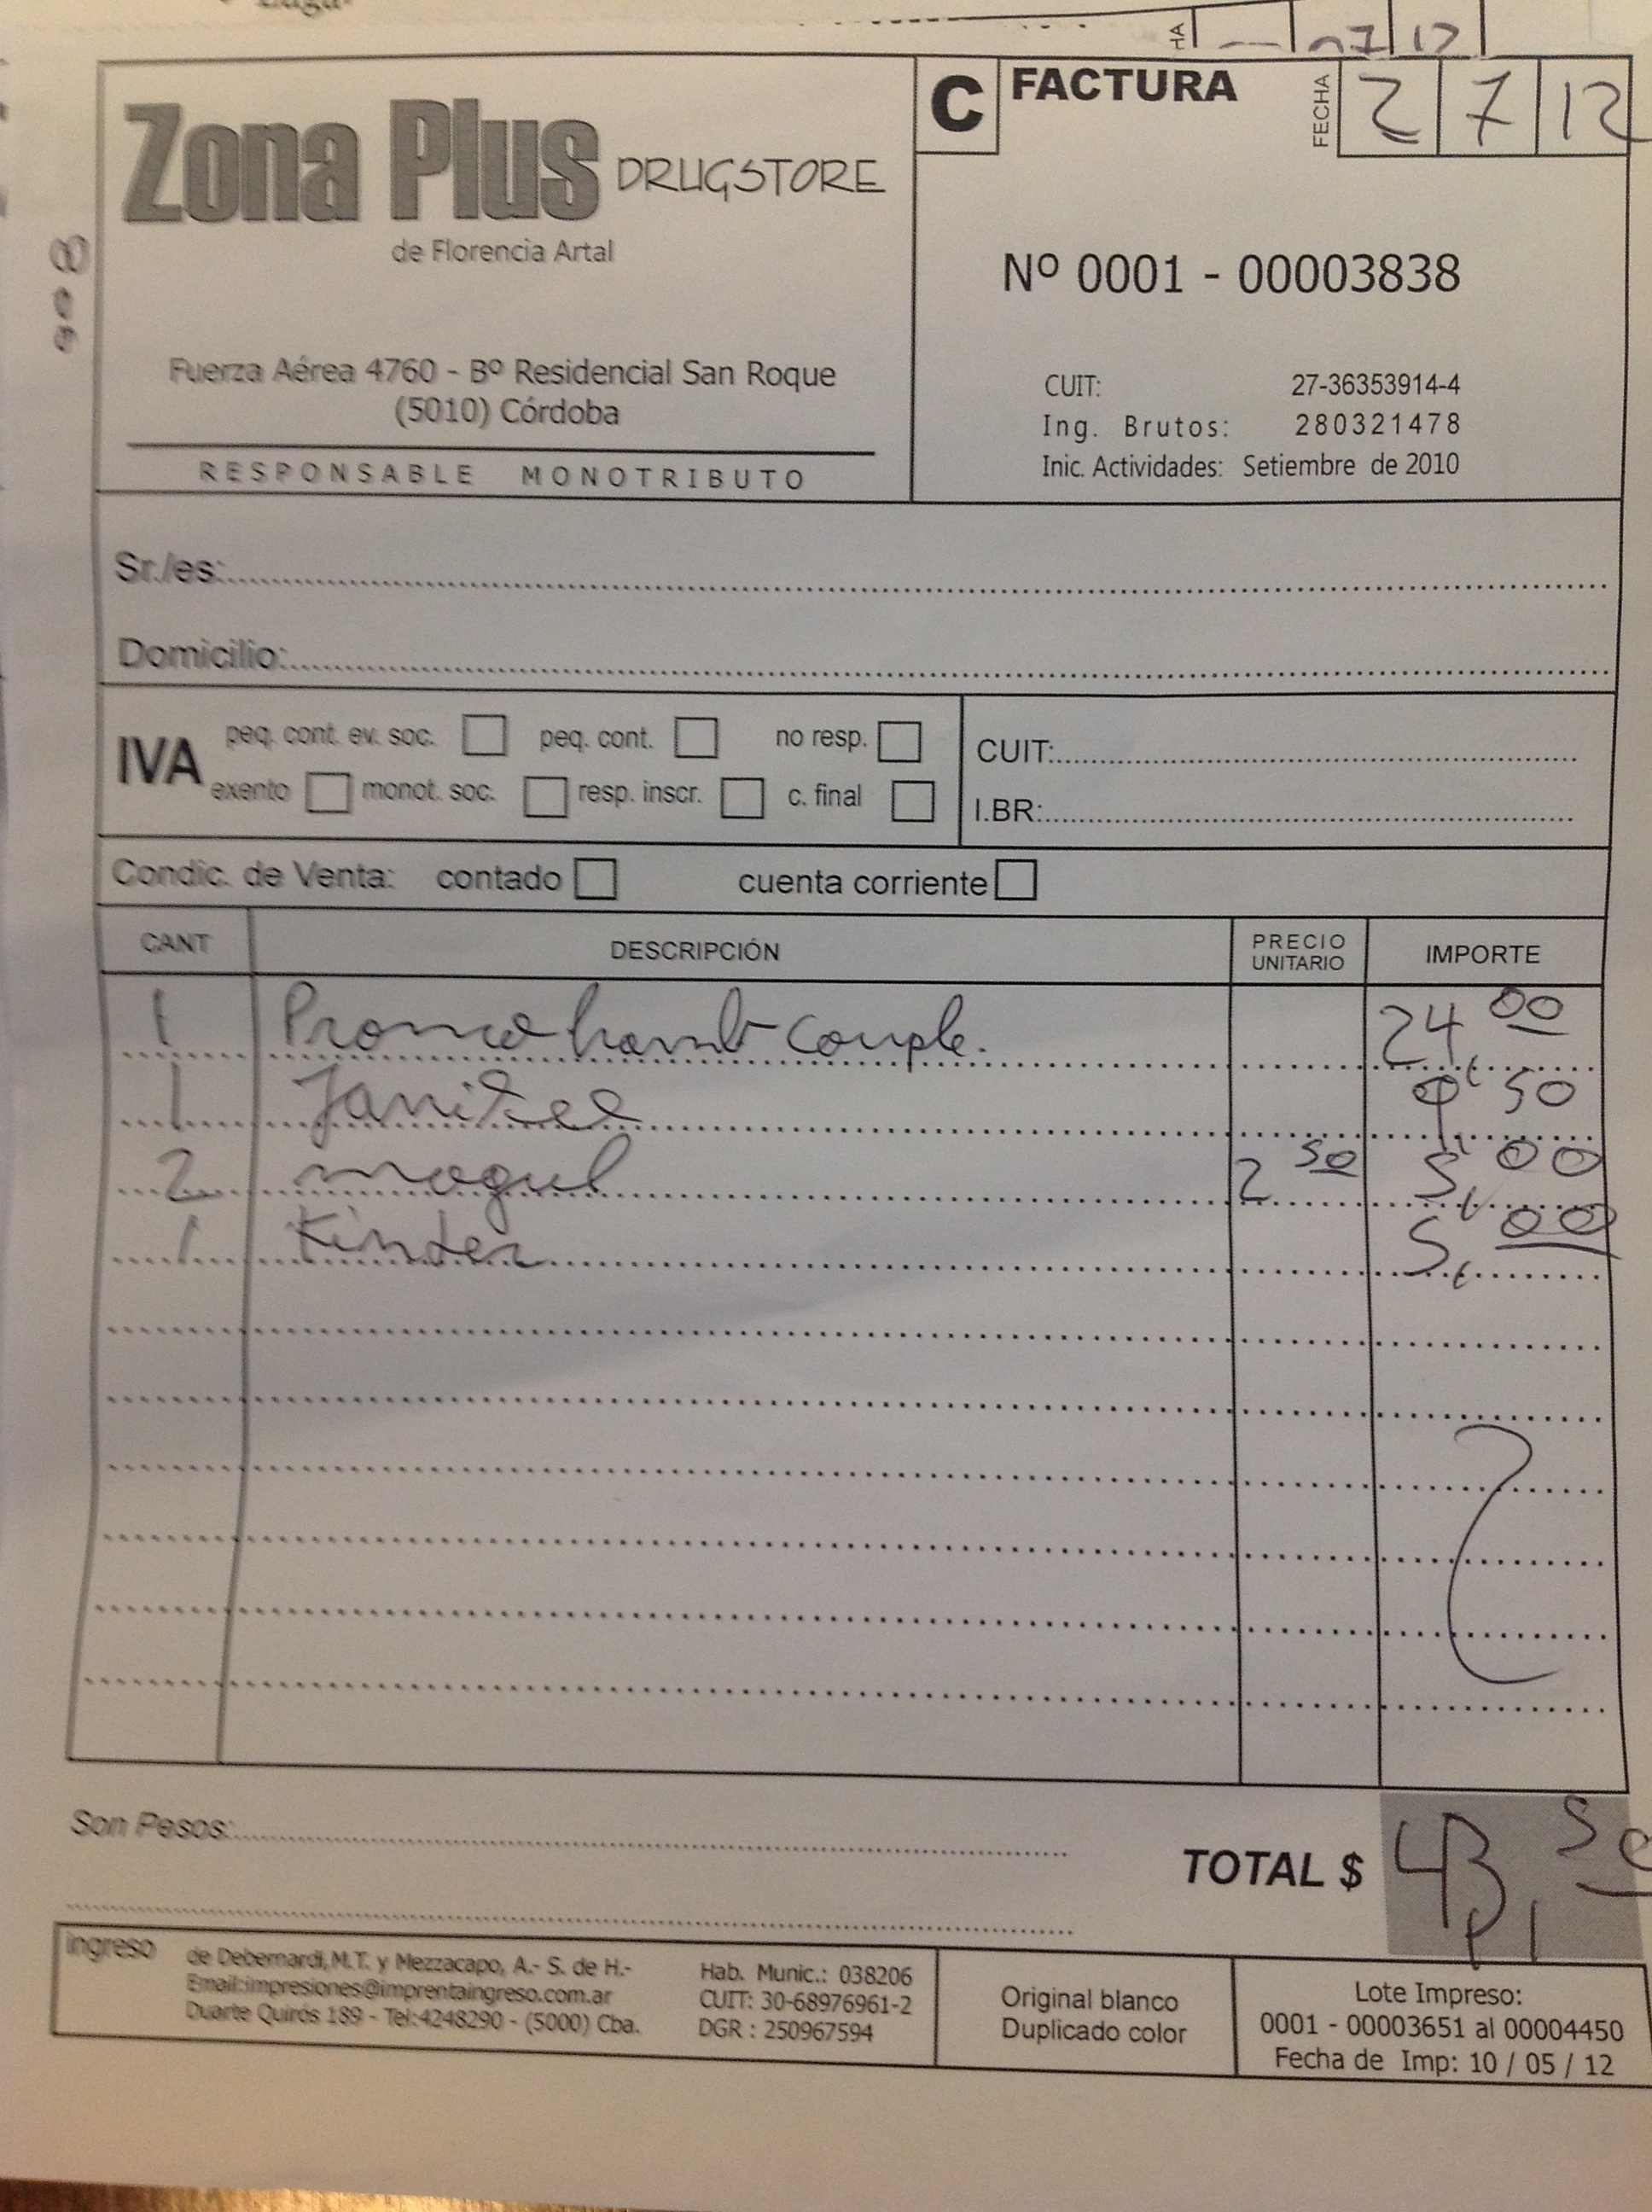 C FACTURA
FECHA 2 7 12
Zona Plus DRUGSTORE
de Florencia Artal
Nº 0001 - 00003838
Fuerza Aérea 4760 - Bº Residencial San Roque
(5010) Córdoba
RESPONSABLE MONOTRIBUTO
CUIT: 27-36353914-4
Ing. Brutos: 280321478
Inic. Actividades: Setiembre de 2010
Sr./es:
Domicilio:
IVA
peq. cont. ev. soc. peq. cont. no resp.
exento monot. soc. resp. inscr. c. final
CUIT:
I.BR:
Condic. de Venta: contado cuenta corriente
CANT DESCRIPCIÓN PRECIO UNITARIO IMPORTE
1 Promo hamb 24,00
1 50
2 mogul 2 50 5,00
1 Kinder 5,00
Son Pesos:
TOTAL $ 43, 50
ingreso
de Debernardi,M.T. y Mezzacapo, A.- S. de H.-
Email:impresiones@imprentaingreso.com.ar
Duarte Quirós 189 - Tel:4248290 - (5000) Cba.
Hab. Munic.: 038206
CUIT: 30-68976961-2
DGR : 250967594
Original blanco
Duplicado color
Lote Impreso:
0001 - 00003651 al 00004450
Fecha de Imp: 10 / 05 / 12